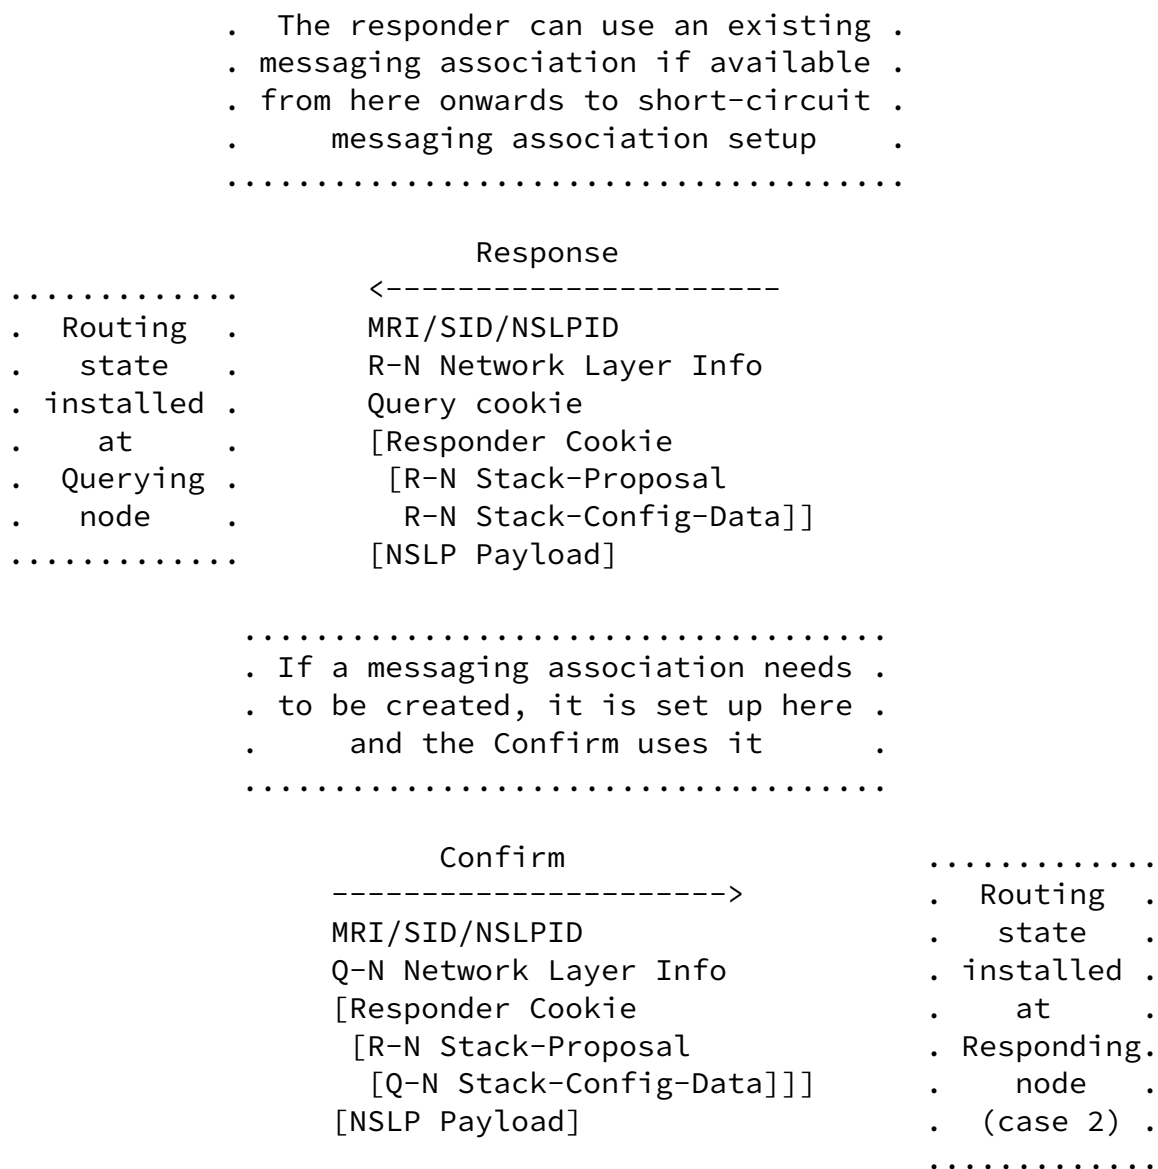 .  The responder can use an existing .
            . messaging association if available .
            . from here onwards to short-circuit .
            .     messaging association setup    .
            ......................................

                          Response
.............       <----------------------
.  Routing  .       MRI/SID/NSLPID
.   state   .       R-N Network Layer Info
. installed .       Query cookie
.    at     .       [Responder Cookie
.  Querying .        [R-N Stack-Proposal
.   node    .         R-N Stack-Config-Data]]
.............       [NSLP Payload]

             ....................................
             . If a messaging association needs .
             . to be created, it is set up here .
             .     and the Confirm uses it      .
             ....................................

                        Confirm                    .............
                  ---------------------->          .  Routing  .
                  MRI/SID/NSLPID                   .   state   .
                  Q-N Network Layer Info           . installed .
                  [Responder Cookie                .    at     .
                   [R-N Stack-Proposal             . Responding.
                    [Q-N Stack-Config-Data]]]      .    node   .
                  [NSLP Payload]                   .  (case 2) .
                                                   .............